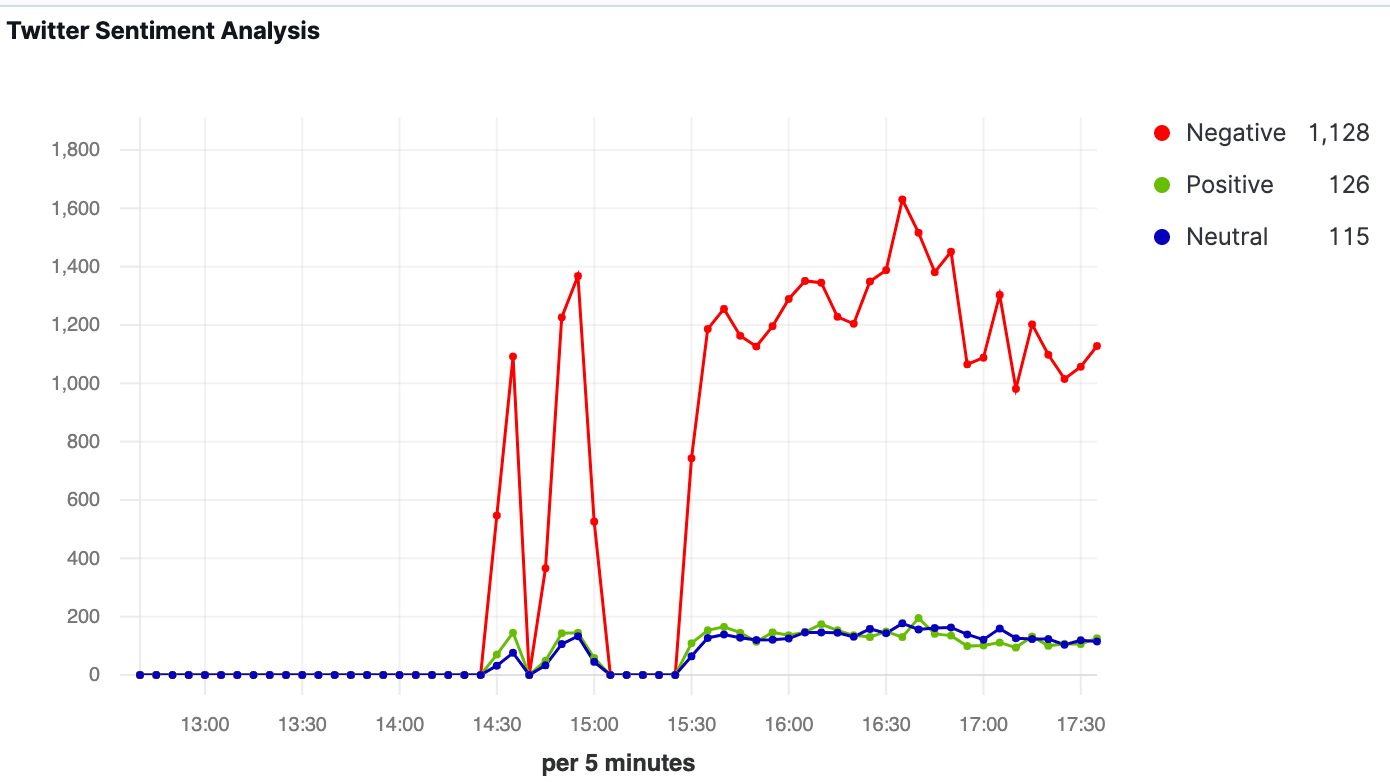 Twitter Sentiment Analysis
Negative 1,128
Positive 126
Neutral 115
1,800
1,600
1,400
1,200
1,000
800
600
400
200
0
13:00 13:30 14:00 14:30 15:00 15:30 16:00 16:30 17:00 17:30
per 5 minutes